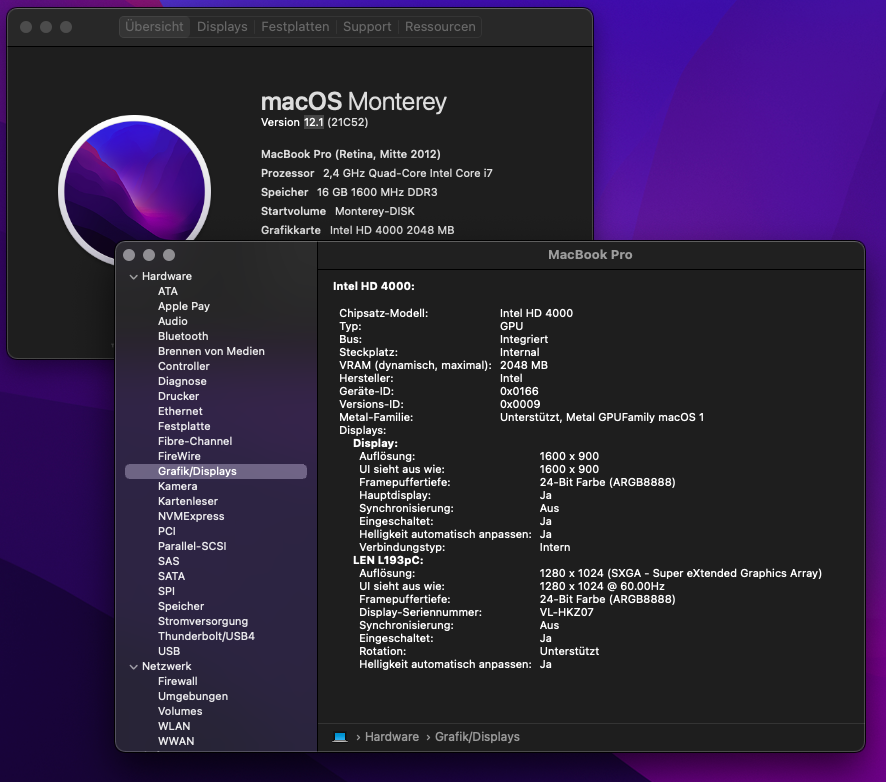 Übersicht Displays Festplatten Support Ressourcen
macOS Monterey
Version 12.1 (21C52)
MacBook Pro (Retina, Mitte 2012)
Prozessor 2,4 GHz Quad-Core Intel Core i7
Speicher 16 GB 1600 MHz DDR3
Startvolume Monterey-DISK
Grafikkarte Intel HD 4000 2048 MB
MacBook Pro
Hardware
ATA
Apple Pay
Audio
Bluetooth
Brennen von Medien
Controller
Diagnose
Drucker
Ethernet
Festplatte
Fibre-Channel
FireWire
Grafik/Displays
Kamera
Kartenleser
NVMExpress
PCI
Parallel-SCSI
SAS
SATA
SPI
Speicher
Stromversorgung
Thunderbolt/USB4
USB
Netzwerk
Firewall
Umgebungen
Volumes
WLAN
WWAN
Intel HD 4000:
Chipsatz-Modell: Intel HD 4000
Typ: GPU
Bus: Integriert
Steckplatz: Internal
VRAM (dynamisch, maximal): 2048 MB
Hersteller: Intel
Geräte-ID: 0x0166
Versions-ID: 0x0009
Metal-Familie: Unterstützt, Metal GPUFamily macOS 1
Displays:
Display:
Auflösung: 1600 x 900
UI sieht aus wie: 1600 x 900
Framepuffertiefe: 24-Bit Farbe (ARGB8888)
Hauptdisplay: Ja
Synchronisierung: Aus
Eingeschaltet: Ja
Helligkeit automatisch anpassen: Ja
Verbindungstyp: Intern
LEN L193pC:
Auflösung: 1280 x 1024 (SXGA - Super eXtended Graphics Array)
UI sieht aus wie: 1280 x 1024 @ 60.00Hz
Framepuffertiefe: 24-Bit Farbe (ARGB8888)
Display-Seriennummer: VL-HKZ07
Synchronisierung: Aus
Eingeschaltet: Ja
Rotation: Unterstützt
Helligkeit automatisch anpassen: Ja
› Hardware › Grafik/Displays